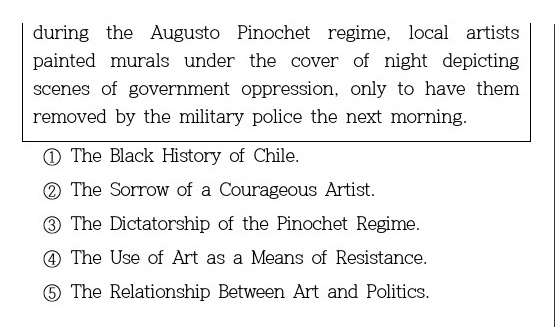 during the Augusto Pinochet regime, local artists
painted murals under the cover of night depicting
scenes of government oppression, only to have them
removed by the military police the next morning.
① The Black History of Chile.
② The Sorrow of a Courageous Artist.
③ The Dictatorship of the Pinochet Regime.
④ The Use of Art as a Means of Resistance.
⑤ The Relationship Between Art and Politics.